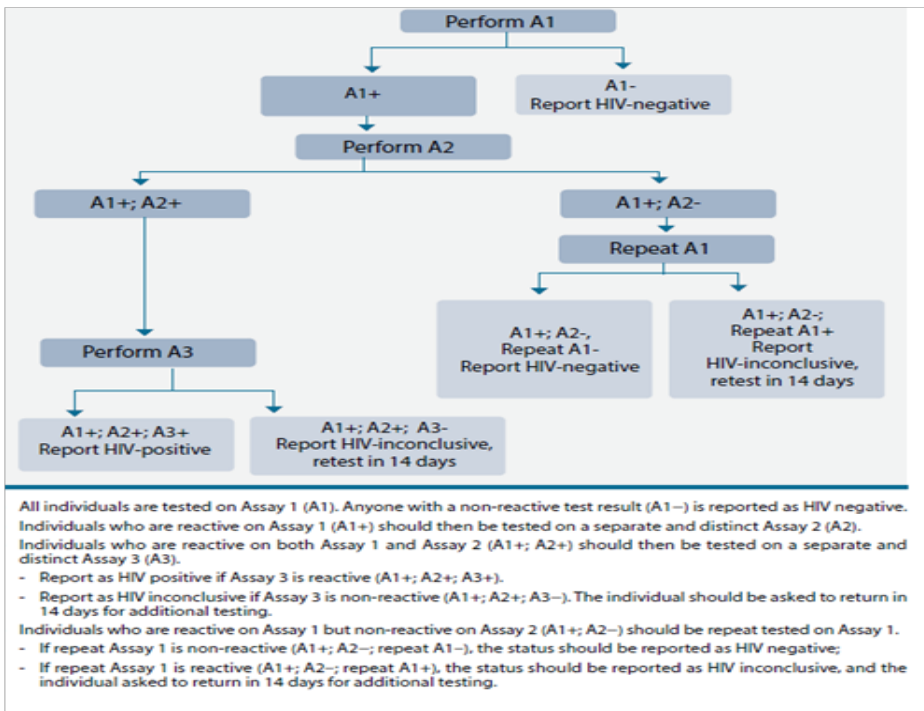 Perform A1
A1+
A1-
Report HIV-negative
Perform A2
A1+; A2+
A1+; A2-
Repeat A1
A1+; A2-,
Repeat A1-
Report HIV-negative
A1+; A2-;
Repeat A1+
Report
HIV-inconclusive,
retest in 14 days
Perform A3
A1+; A2+; A3+
Report HIV-positive
A1+; A2+; A3-
Report HIV-inconclusive,
retest in 14 days
All individuals are tested on Assay 1 (A1). Anyone with a non-reactive test result (A1−) is reported as HIV negative.
Individuals who are reactive on Assay 1 (A1+) should then be tested on a separate and distinct Assay 2 (A2).
Individuals who are reactive on both Assay 1 and Assay 2 (A1+; A2+) should then be tested on a separate and
distinct Assay 3 (A3).
- Report as HIV positive if Assay 3 is reactive (A1+; A2+; A3+).
- Report as HIV inconclusive if Assay 3 is non-reactive (A1+; A2+; A3−). The individual should be asked to return in
14 days for additional testing.
Individuals who are reactive on Assay 1 but non-reactive on Assay 2 (A1+; A2−) should be repeat tested on Assay 1.
- If repeat Assay 1 is non-reactive (A1+; A2−; repeat A1−), the status should be reported as HIV negative;
- If repeat Assay 1 is reactive (A1+; A2−; repeat A1+), the status should be reported as HIV inconclusive, and the
individual asked to return in 14 days for additional testing.